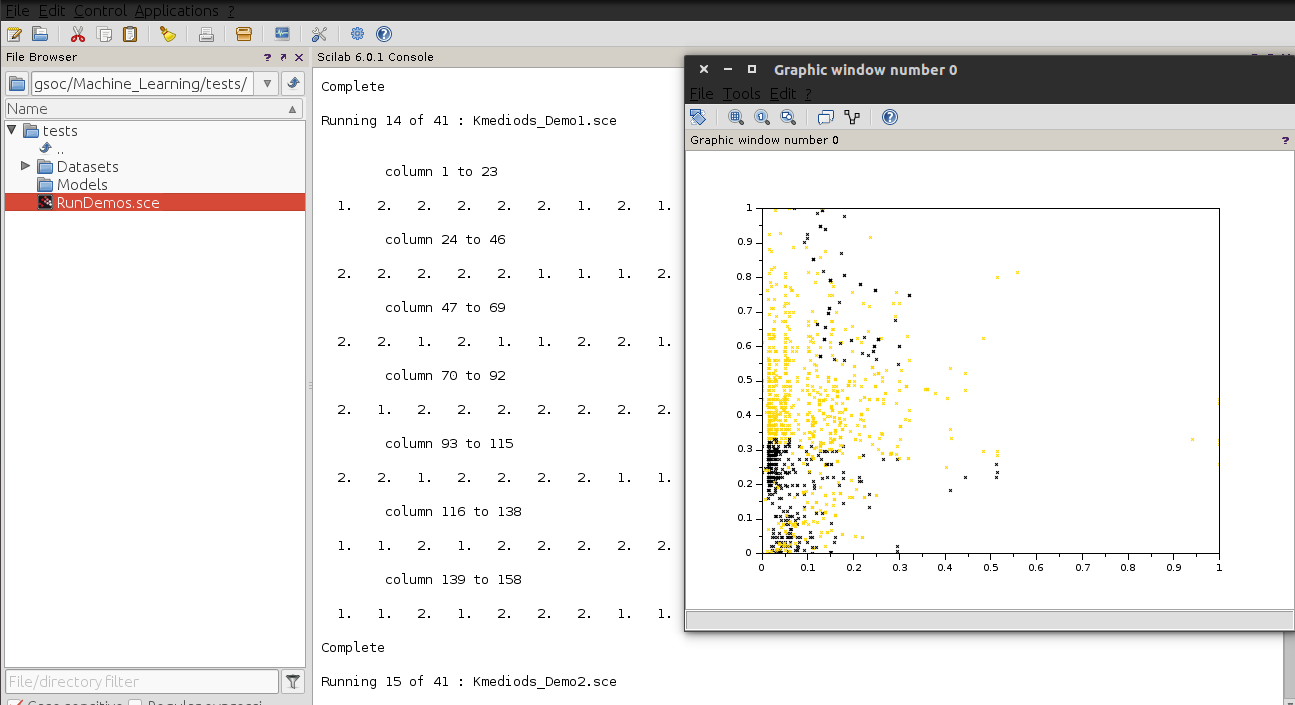 File Edit Control Applications ?
File Browser
? ↗ ✕
Scilab 6.0.1 Console
gsoc/Machine_Learning/tests/
Name
tests
..
Datasets
Models
RunDemos.sce
File/directory filter
Complete
Running 14 of 41 : Kmediods_Demo1.sce
column 1 to 23
1. 2. 2. 2. 2. 2. 1. 2. 1.
column 24 to 46
2. 2. 2. 2. 2. 1. 1. 1. 2.
column 47 to 69
2. 2. 1. 2. 1. 1. 2. 2. 1.
column 70 to 92
2. 1. 2. 2. 2. 2. 2. 2. 2.
column 93 to 115
2. 2. 1. 2. 2. 2. 2. 1. 1.
column 116 to 138
1. 1. 2. 1. 2. 2. 2. 2. 2.
column 139 to 158
1. 1. 2. 1. 2. 2. 2. 1. 1.
Complete
Running 15 of 41 : Kmediods_Demo2.sce
Graphic window number 0
File Tools Edit ?
Graphic window number 0
?
1
0.9
0.8
0.7
0.6
0.5
0.4
0.3
0.2
0.1
0
0 0.1 0.2 0.3 0.4 0.5 0.6 0.7 0.8 0.9 1